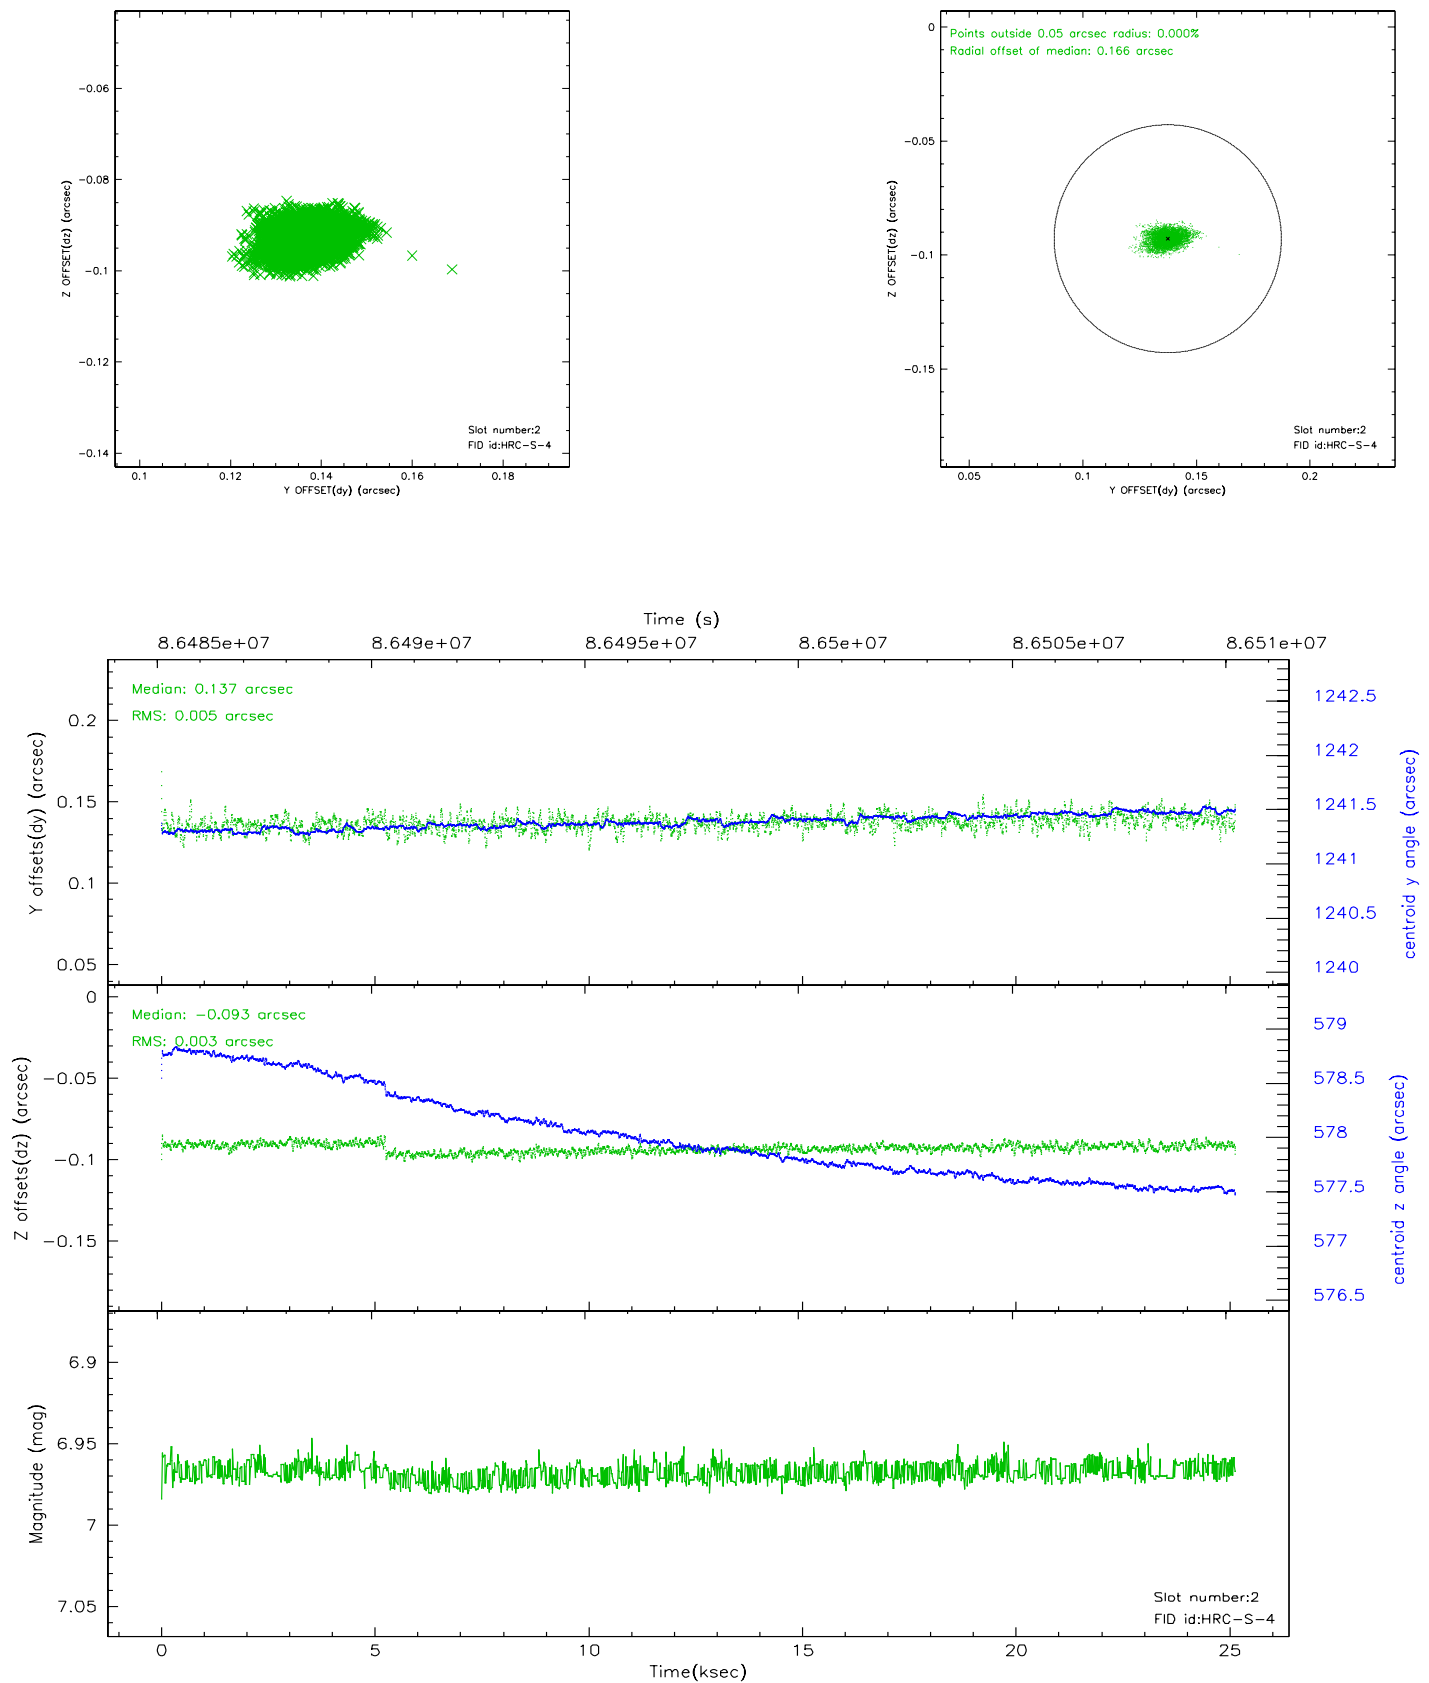 -0.06
-0.08
-0.1
-0.12
-0.14
Z OFFSET(dz) (arcsec)
Slot number:2
FID id:HRC-S-4
0.1 0.12 0.14 0.16 0.18
Y OFFSET(dy) (arcsec)
Points outside 0.05 arcsec radius: 0.000%
Radial offset of median: 0.166 arcsec
0
-0.05
-0.1
-0.15
Z OFFSET(dz) (arcsec)
Slot number:2
FID id:HRC-S-4
0.05 0.1 0.15 0.2
Y OFFSET(dy) (arcsec)
Time (s)
8.6485e+07 8.649e+07 8.6495e+07 8.65e+07 8.6505e+07 8.651e+07
Median: 0.137 arcsec
RMS: 0.005 arcsec
0.2
0.15
0.1
0.05
Y offsets(dy) (arcsec)
1242.5
1242
1241.5
1241
1240.5
1240
centroid y angle (arcsec)
Median: -0.093 arcsec
RMS: 0.003 arcsec
0
-0.05
-0.1
-0.15
Z offsets(dz) (arcsec)
579
578.5
578
577.5
577
576.5
centroid z angle (arcsec)
6.9
6.95
7
7.05
Magnitude (mag)
Slot number:2
FID id:HRC-S-4
0 5 10 15 20 25
Time(ksec)